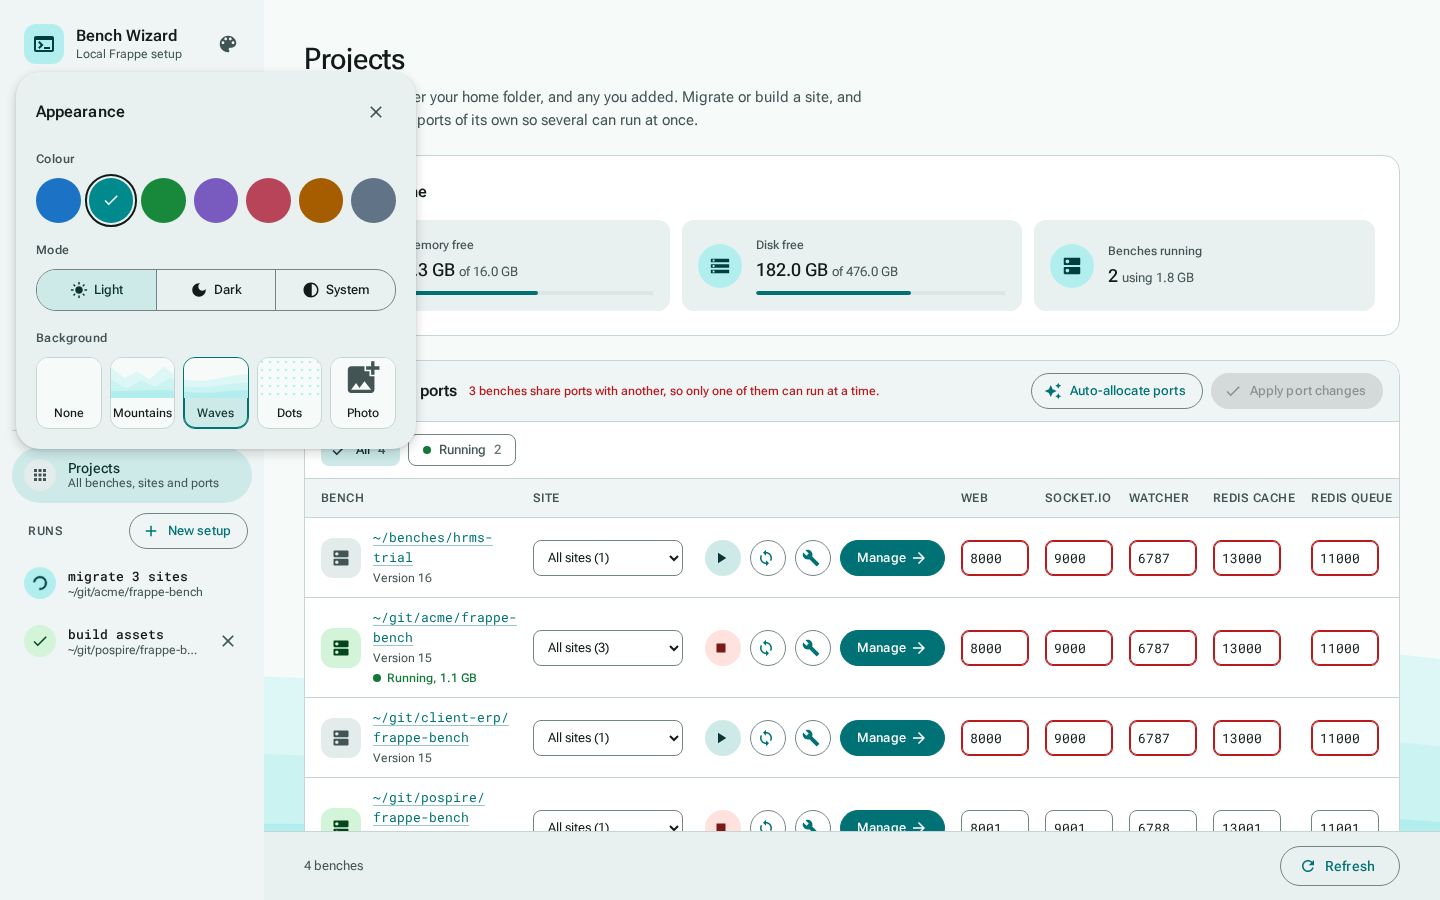 Bench Wizard
Local Frappe setup
Projects
er your home folder, and any you added. Migrate or build a site, and
ports of its own so several can run at once.
Appearance
Colour
Mode
Light
Dark
System
Background
None
Mountains
Waves
Dots
Photo
emory free
.3 GB of 16.0 GB
Disk free
182.0 GB of 476.0 GB
Benches running
2 using 1.8 GB
ports
3 benches share ports with another, so only one of them can run at a time.
Auto-allocate ports
Apply port changes
All 4
Running 2
Projects
All benches, sites and ports
RUNS
New setup
migrate 3 sites
~/git/acme/frappe-bench
build assets
~/git/pospire/frappe-b...
BENCH SITE WEB SOCKET.IO WATCHER REDIS CACHE REDIS QUEUE
~/benches/hrms-
trial
Version 16
All sites (1)
Manage
8000 9000 6787 13000 11000
~/git/acme/frappe-
bench
Version 15
Running, 1.1 GB
All sites (3)
Manage
8000 9000 6787 13000 11000
~/git/client-erp/
frappe-bench
Version 15
All sites (1)
Manage
8000 9000 6787 13000 11000
~/git/pospire/
frappe-bench
All sites (1)
Manage
8001 9001 6788 13001 11001
4 benches
Refresh